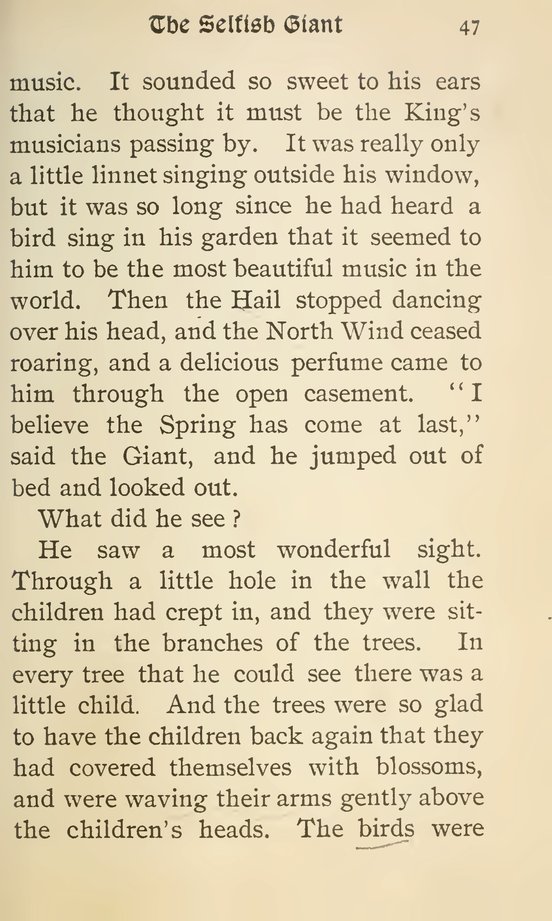 The Selfish Giant 47
music. It sounded so sweet to his ears
that he thought it must be the King's
musicians passing by. It was really only
a little linnet singing outside his window,
but it was so long since he had heard a
bird sing in his garden that it seemed to
him to be the most beautiful music in the
world. Then the Hail stopped dancing
over his head, and the North Wind ceased
roaring, and a delicious perfume came to
him through the open casement. "I
believe the Spring has come at last,"
said the Giant, and he jumped out of
bed and looked out.
What did he see?
He saw a most wonderful sight.
Through a little hole in the wall the
children had crept in, and they were sit-
ting in the branches of the trees. In
every tree that he could see there was a
little child. And the trees were so glad
to have the children back again that they
had covered themselves with blossoms,
and were waving their arms gently above
the children's heads. The birds were